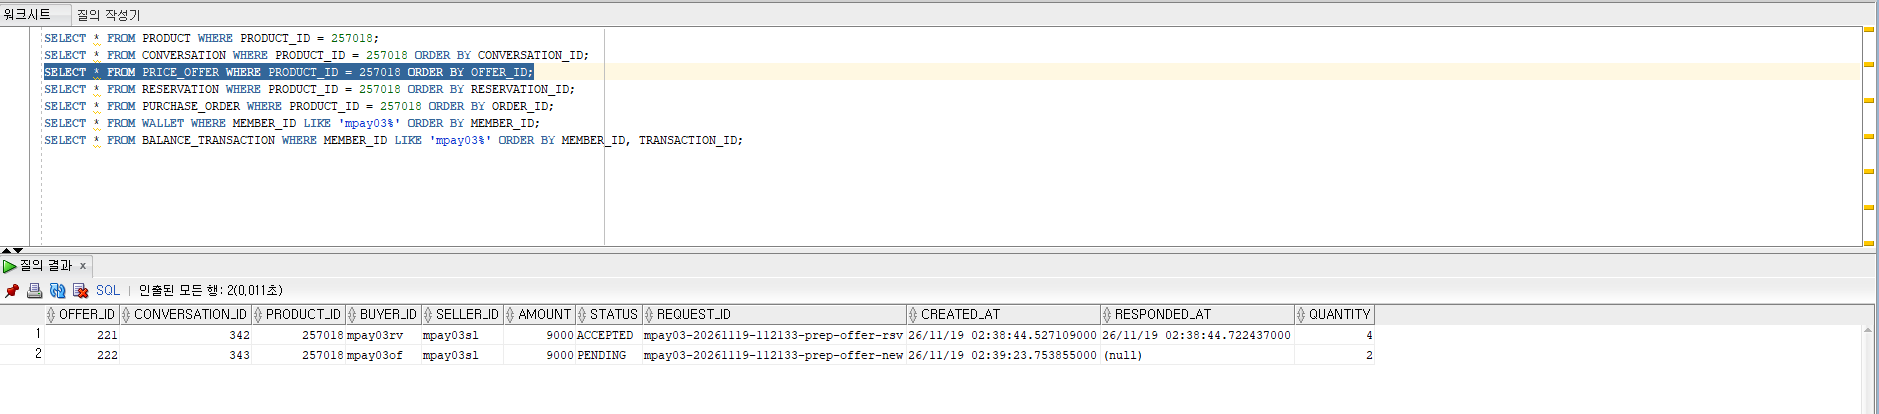 워크시트 질의 작성기
SELECT * FROM PRODUCT WHERE PRODUCT_ID = 257018;
SELECT * FROM CONVERSATION WHERE PRODUCT_ID = 257018 ORDER BY CONVERSATION_ID;
SELECT * FROM PRICE_OFFER WHERE PRODUCT_ID = 257018 ORDER BY OFFER_ID;
SELECT * FROM RESERVATION WHERE PRODUCT_ID = 257018 ORDER BY RESERVATION_ID;
SELECT * FROM PURCHASE_ORDER WHERE PRODUCT_ID = 257018 ORDER BY ORDER_ID;
SELECT * FROM WALLET WHERE MEMBER_ID LIKE 'mpay03%' ORDER BY MEMBER_ID;
SELECT * FROM BALANCE_TRANSACTION WHERE MEMBER_ID LIKE 'mpay03%' ORDER BY MEMBER_ID, TRANSACTION_ID;
질의 결과 x
SQL | 인출된 모든 행: 2(0,011초)
OFFER_ID CONVERSATION_ID PRODUCT_ID BUYER_ID SELLER_ID AMOUNT STATUS REQUEST_ID CREATED_AT RESPONDED_AT QUANTITY
1 221 342 257018 mpay03rv mpay03sl 9000 ACCEPTED mpay03-20261119-112133-prep-offer-rsv 26/11/19 02:38:44.527109000 26/11/19 02:38:44.722437000 4
2 222 343 257018 mpay03of mpay03sl 9000 PENDING mpay03-20261119-112133-prep-offer-new 26/11/19 02:39:23.753855000 (null) 2